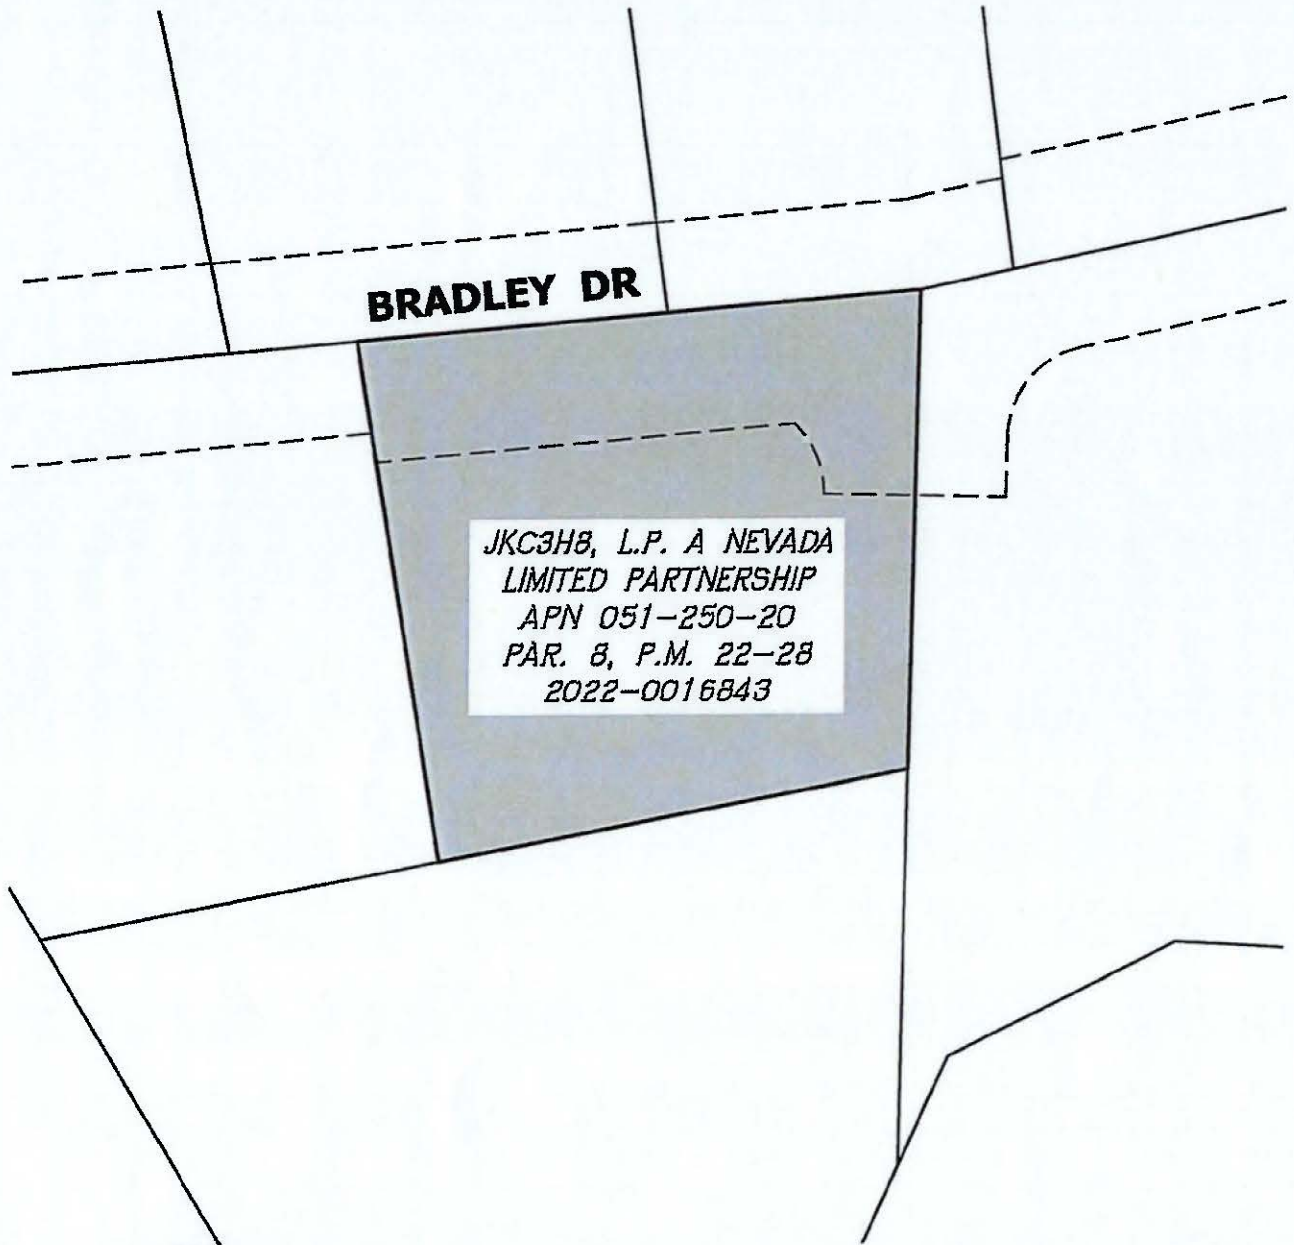 BRADLEY DR
JKC3H8, L.P. A NEVADA
LIMITED PARTNERSHIP
APN 051-250-20
PAR. 8, P.M. 22-28
2022-0016843